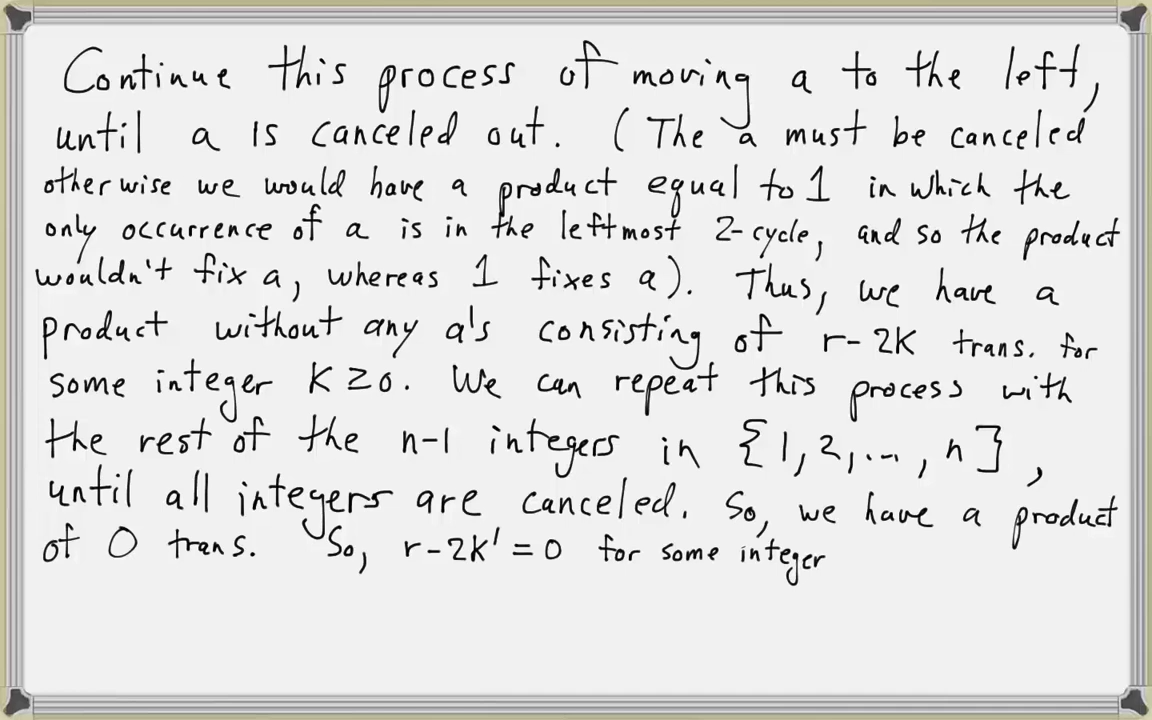 Continue this process of moving a to the left,
until a is canceled out. (The a must be canceled
otherwise we would have a product equal to 1 in which the
only occurrence of a is in the leftmost 2-cycle, and so the product
wouldn't fix a, whereas 1 fixes a). Thus, we have a
product without any a's consisting of r-2K trans. for
some integer K≥0. We can repeat this process with
the rest of the n-1 integers in {1,2,..., n},
until all integers are canceled. So, we have a product
of 0 trans. So, r-2K' = 0 for some integer